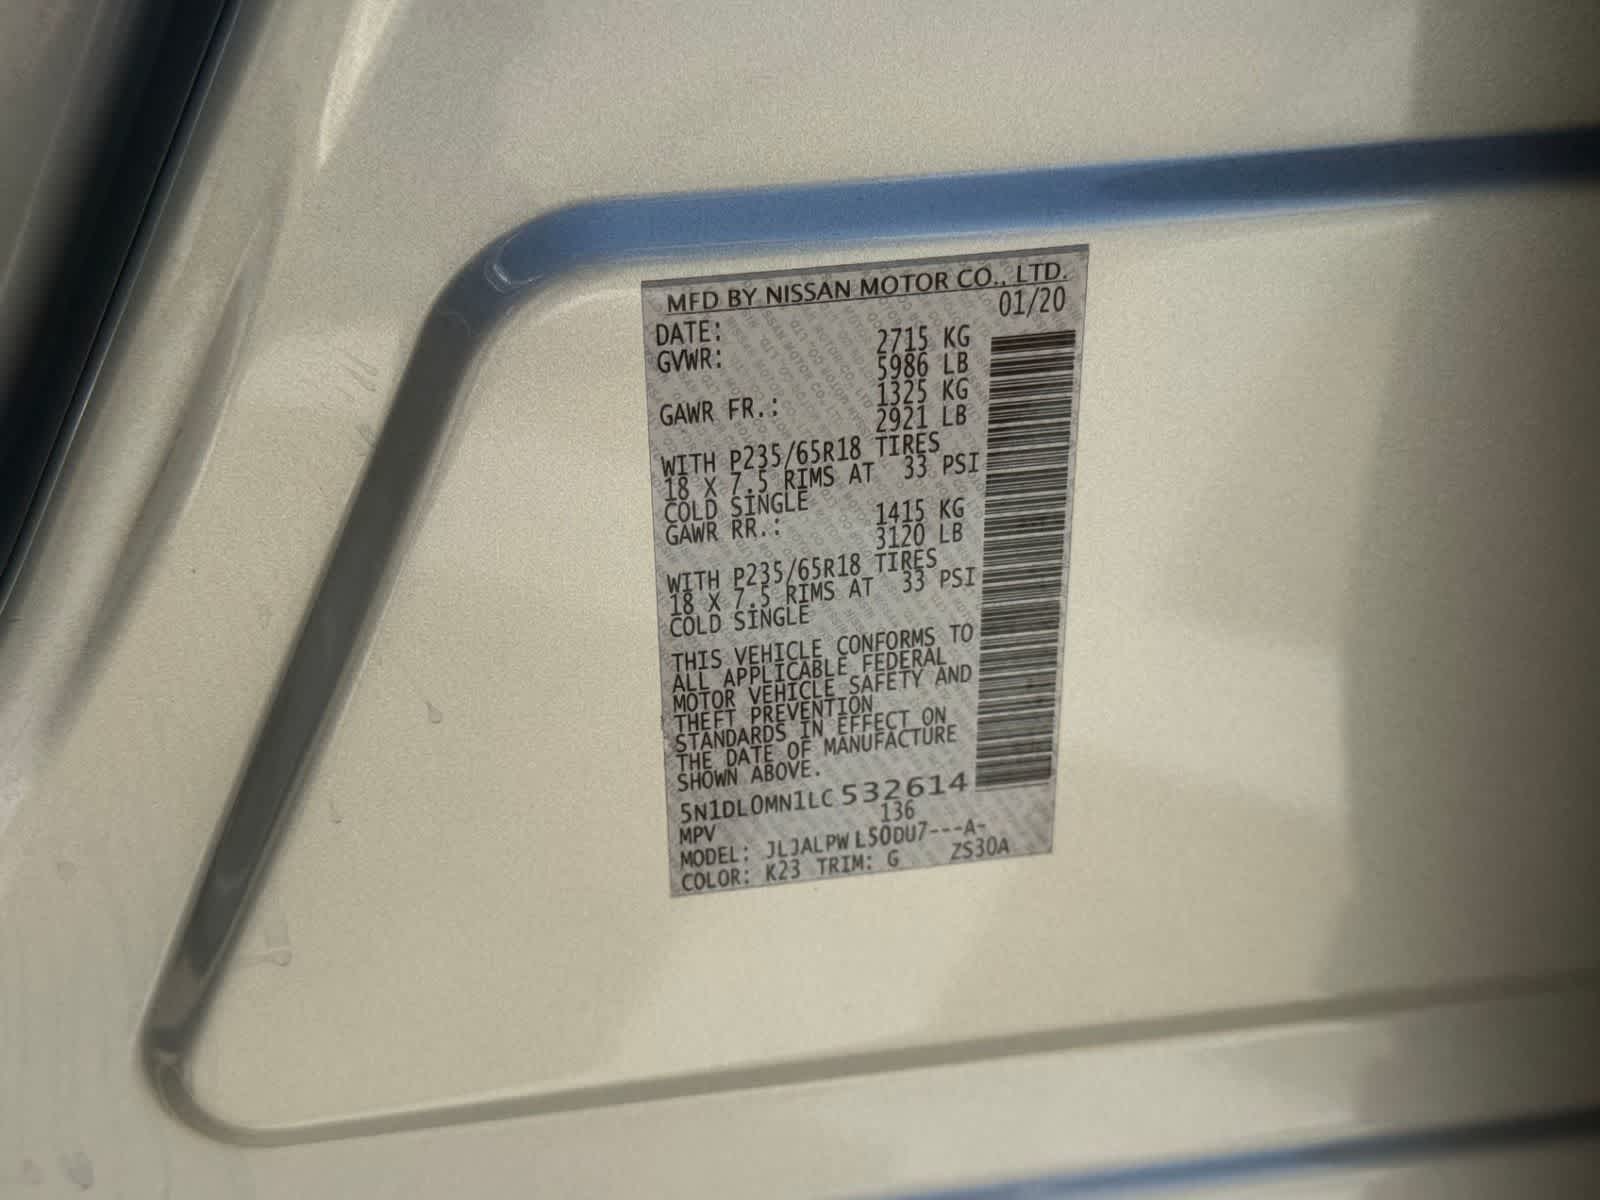 MFD BY NISSAN MOTOR CO., LTD.
DATE: 01/20
GVWR: 2715 KG
5986 LB
GAWR FR.: 1325 KG
2921 LB
WITH P235/65R18 TIRES
18 X 7.5 RIMS AT 33 PSI
COLD SINGLE
GAWR RR.: 1415 KG
3120 LB
WITH P235/65R18 TIRES
18 X 7.5 RIMS AT 33 PSI
COLD SINGLE
THIS VEHICLE CONFORMS TO
ALL APPLICABLE FEDERAL
MOTOR VEHICLE SAFETY AND
THEFT PREVENTION
STANDARDS IN EFFECT ON
THE DATE OF MANUFACTURE
SHOWN ABOVE.
5N1DL0MN1LC532614
MPV 136
MODEL: JLJALPWL50DU7---A-
COLOR: K23 TRIM: G ZS30A